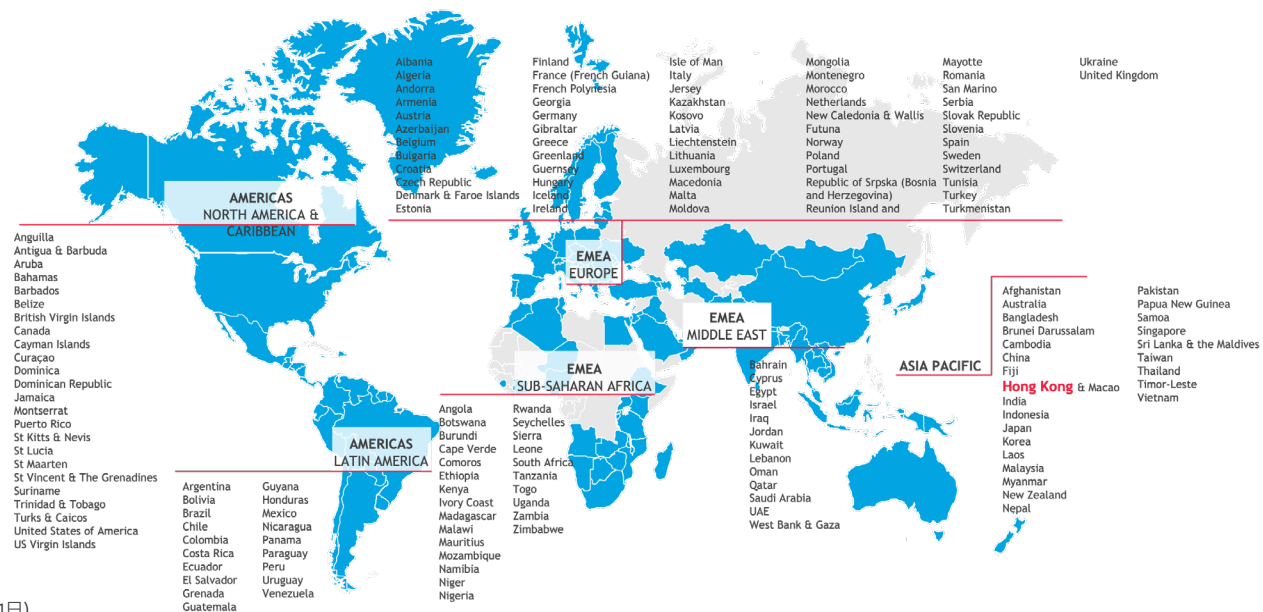 Albania
Algeria
Andorra
Armenia
Austria
Azerbaijan
Belgium
Bulgaria
Croatia
Czech Republic
Denmark & Faroe Islands
Estonia
Finland
France (French Guiana)
French Polynesia
Georgia
Germany
Gibraltar
Greece
Greenland
Guernsey
Hungary
Iceland
Ireland
Isle of Man
Italy
Jersey
Kazakhstan
Kosovo
Latvia
Liechtenstein
Lithuania
Luxembourg
Macedonia
Malta
Moldova
Mongolia
Montenegro
Morocco
Netherlands
New Caledonia & Wallis
Futuna
Norway
Poland
Portugal
Republic of Srpska (Bosnia
and Herzegovina)
Reunion Island and
Mayotte
Romania
San Marino
Serbia
Slovak Republic
Slovenia
Spain
Sweden
Switzerland
Tunisia
Turkey
Turkmenistan
Ukraine
United Kingdom
AMERICAS
NORTH AMERICA &
CARIBBEAN
Anguilla
Antigua & Barbuda
Aruba
Bahamas
Barbados
Belize
British Virgin Islands
Canada
Cayman Islands
Curaçao
Dominica
Dominican Republic
Jamaica
Montserrat
Puerto Rico
St Kitts & Nevis
St Lucia
St Maarten
St Vincent & The Grenadines
Suriname
Trinidad & Tobago
Turks & Caicos
United States of America
US Virgin Islands
EMEA
EUROPE
EMEA
MIDDLE EAST
Bahrain
Cyprus
Egypt
Israel
Iraq
Jordan
Kuwait
Lebanon
Oman
Qatar
Saudi Arabia
UAE
West Bank & Gaza
EMEA
SUB-SAHARAN AFRICA
Angola
Botswana
Burundi
Cape Verde
Comoros
Ethiopia
Kenya
Ivory Coast
Madagascar
Malawi
Mauritius
Mozambique
Namibia
Niger
Nigeria
Rwanda
Seychelles
Sierra
Leone
South Africa
Tanzania
Togo
Uganda
Zambia
Zimbabwe
AMERICAS
LATIN AMERICA
Argentina
Bolivia
Brazil
Chile
Colombia
Costa Rica
Ecuador
El Salvador
Grenada
Guatemala
Guyana
Honduras
Mexico
Nicaragua
Panama
Paraguay
Peru
Uruguay
Venezuela
ASIA PACIFIC
Afghanistan
Australia
Bangladesh
Brunei Darussalam
Cambodia
China
Fiji
Hong Kong & Macao
India
Indonesia
Japan
Korea
Laos
Malaysia
Myanmar
New Zealand
Nepal
Pakistan
Papua New Guinea
Samoa
Singapore
Sri Lanka & the Maldives
Taiwan
Thailand
Timor-Leste
Vietnam
1日)